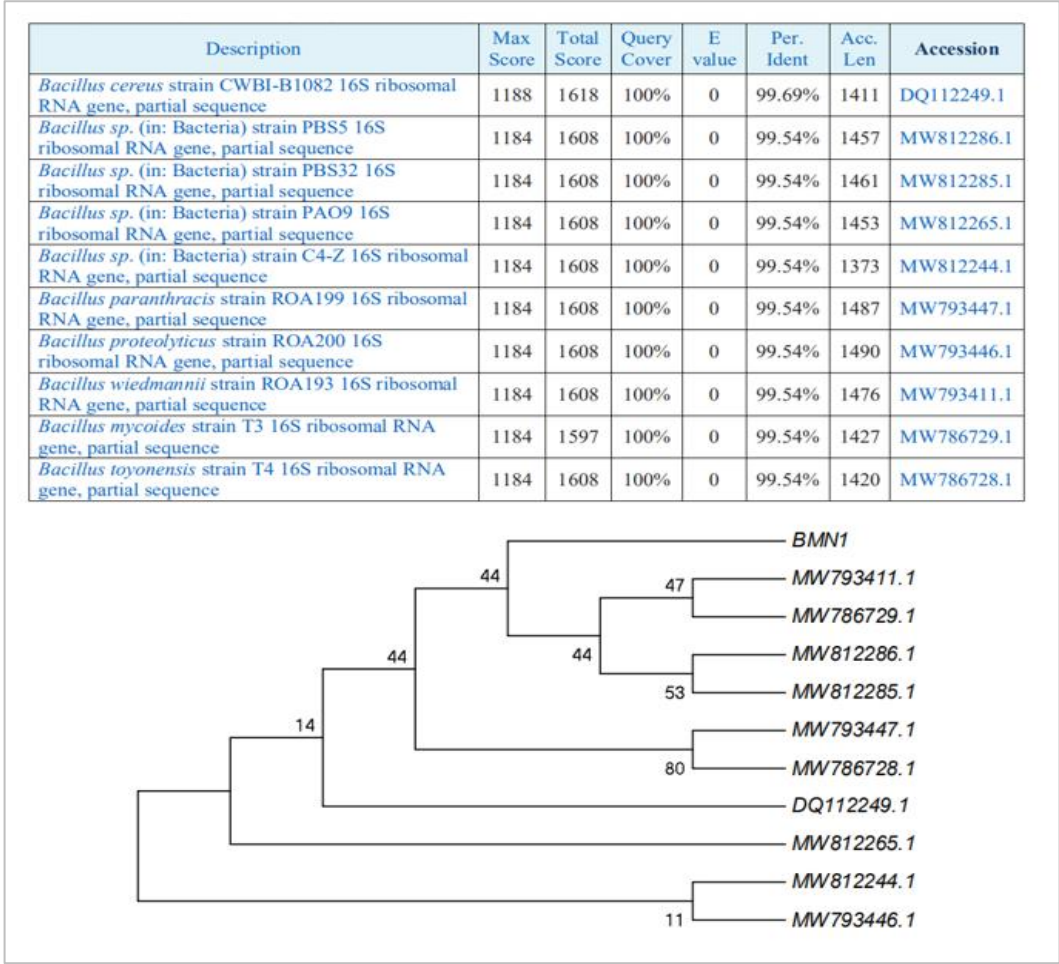 Description Max Score Total Score Query Cover E value Per. Ident Acc. Len Accession
Bacillus cereus strain CWBI-B1082 16S ribosomal
RNA gene, partial sequence 1188 1618 100% 0 99.69% 1411 DQ112249.1
Bacillus sp. (in: Bacteria) strain PBS5 16S
ribosomal RNA gene, partial sequence 1184 1608 100% 0 99.54% 1457 MW812286.1
Bacillus sp. (in: Bacteria) strain PBS32 16S
ribosomal RNA gene, partial sequence 1184 1608 100% 0 99.54% 1461 MW812285.1
Bacillus sp. (in: Bacteria) strain PAO9 16S
ribosomal RNA gene, partial sequence 1184 1608 100% 0 99.54% 1453 MW812265.1
Bacillus sp. (in: Bacteria) strain C4-Z 16S ribosomal
RNA gene, partial sequence 1184 1608 100% 0 99.54% 1373 MW812244.1
Bacillus paranthracis strain ROA199 16S ribosomal
RNA gene, partial sequence 1184 1608 100% 0 99.54% 1487 MW793447.1
Bacillus proteolyticus strain ROA200 16S
ribosomal RNA gene, partial sequence 1184 1608 100% 0 99.54% 1490 MW793446.1
Bacillus wiedmannii strain ROA193 16S ribosomal
RNA gene, partial sequence 1184 1608 100% 0 99.54% 1476 MW793411.1
Bacillus mycoides strain T3 16S ribosomal RNA
gene, partial sequence 1184 1597 100% 0 99.54% 1427 MW786729.1
Bacillus toyonensis strain T4 16S ribosomal RNA
gene, partial sequence 1184 1608 100% 0 99.54% 1420 MW786728.1
BMN1
44
47 MW793411.1
MW786729.1
44
44
MW812286.1
53 MW812285.1
14
MW793447.1
80 MW786728.1
DQ112249.1
MW812265.1
MW812244.1
11 MW793446.1